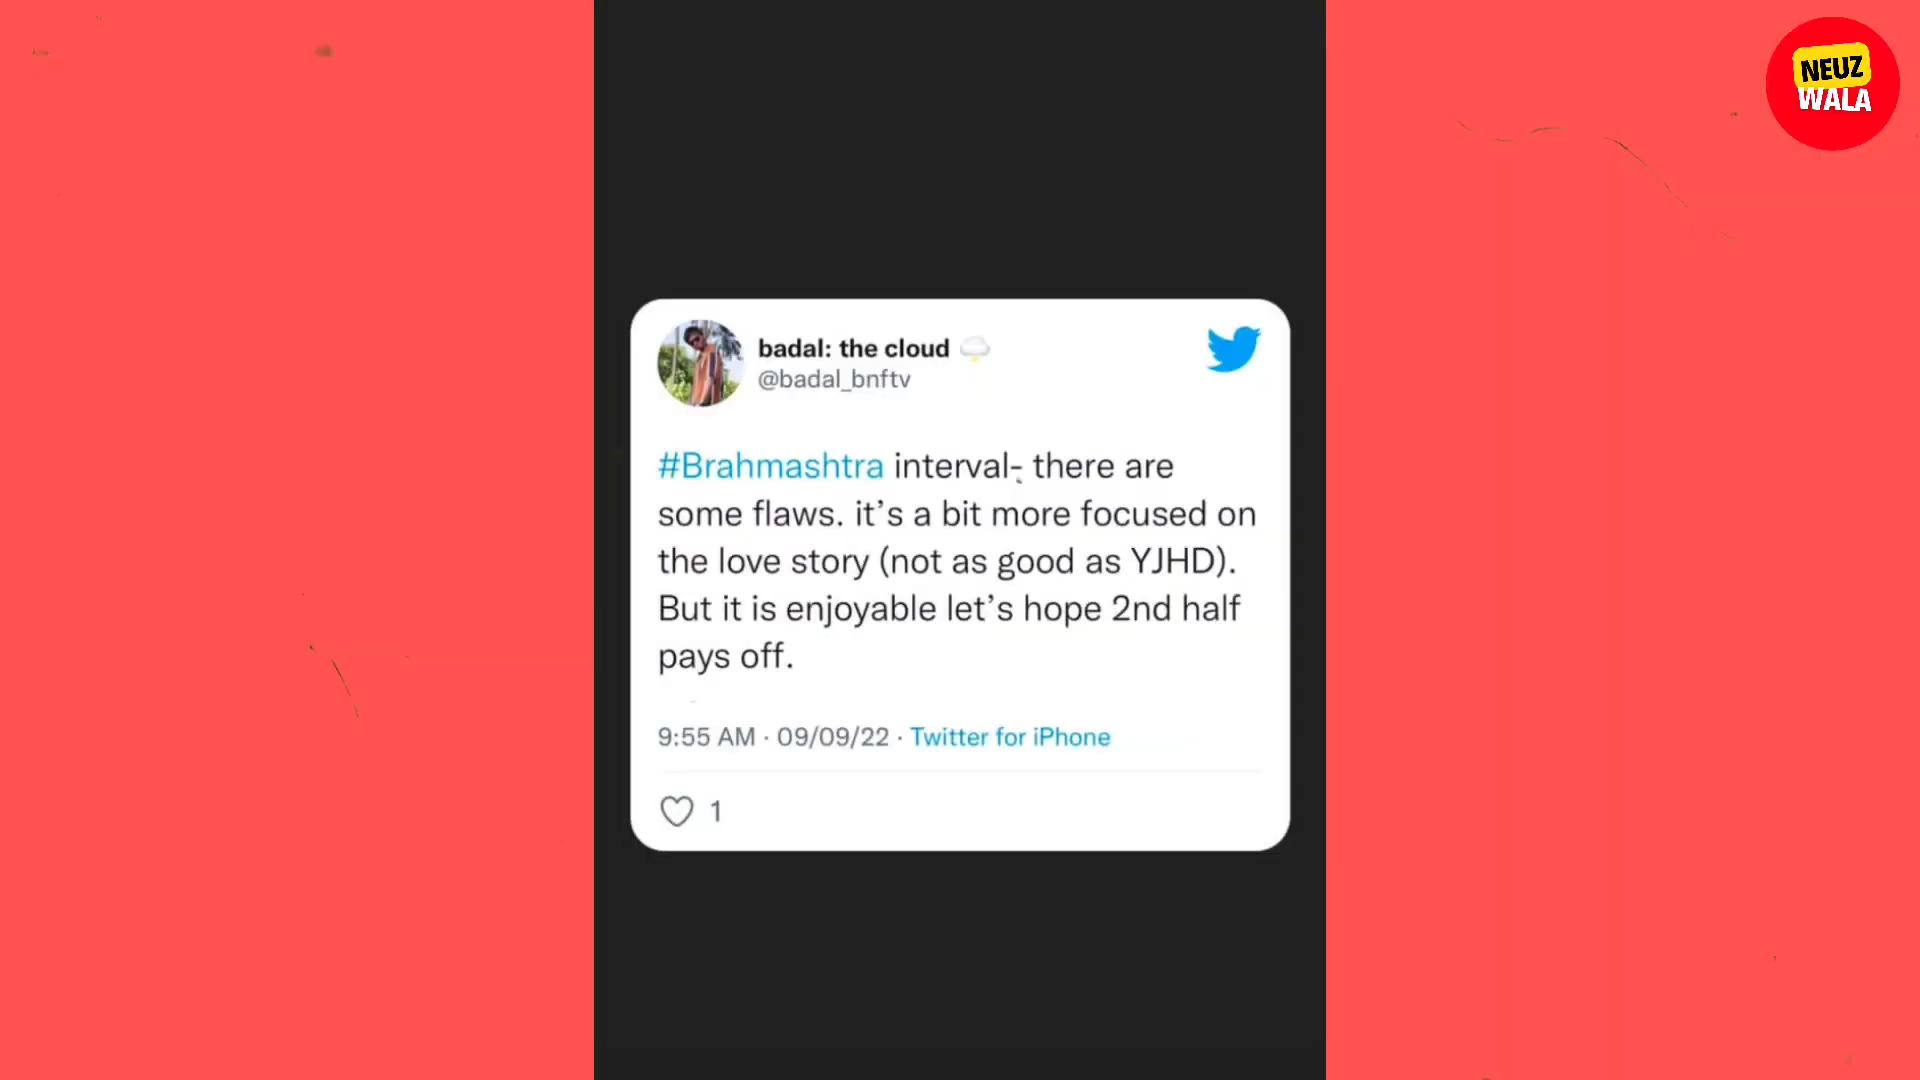 NEUZ
WALA
badal: the cloud 🌩️
@badal_bnftv
#Brahmashtra interval- there are
some flaws. it’s a bit more focused on
the love story (not as good as YJHD).
But it is enjoyable let’s hope 2nd half
pays off.
9:55 AM · 09/09/22 · Twitter for iPhone
1